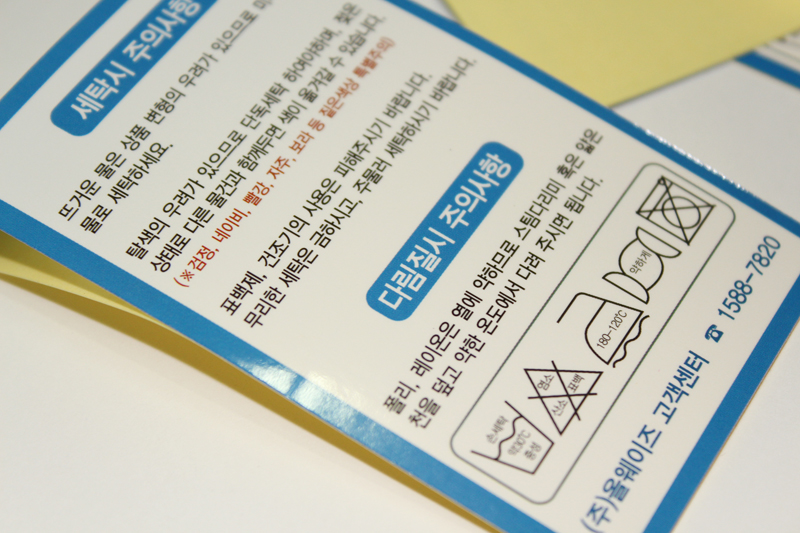 세탁시 주의사항
뜨거운 물은 상품 변형의 우려가 있으므로
물로 세탁하세요.
탈색의 우려가 있으므로 단독세탁 하여야하며, 젖은
상태로 다른 물건과 함께두면 색이 옮겨갈 수 있습니다.
(※검정, 네이비, 빨강, 자주, 보라 등 짙은색상 특별주의)
표백제, 건조기의 사용은 피해주시기 바랍니다.
무리한 세탁은 금하시고, 주물러 세탁하시기 바랍니다.
다림질시 주의사항
폴리, 레이온은 열에 약하므로 스팀다리미 혹은 얇은
천을 덮고 약한 온도에서 다려 주시면 됩니다.
손세탁
약30℃
중성
염소
산소 표백
180~120℃
약하게
(주)올웨이즈 고객센터 ☎ 1588-7820